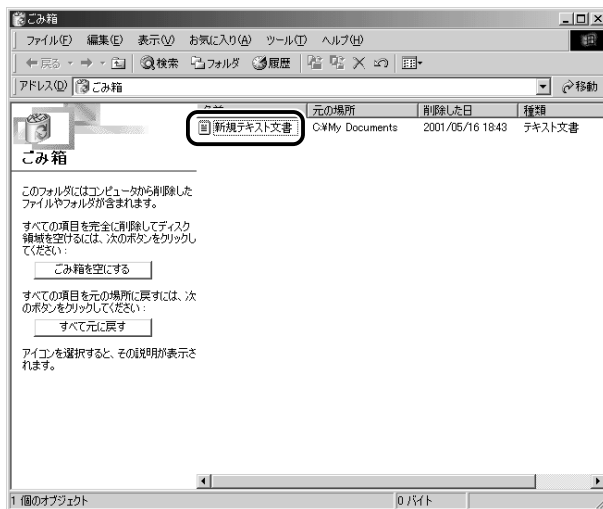 ごみ箱
ファイル(F) 編集(E) 表示(V) お気に入り(A) ツール(T) ヘルプ(H)
戻る 検索 フォルダ 履歴
アドレス(D) ごみ箱 移動
元の場所 削除した日 種類
新規テキスト文書 C:¥My Documents 2001/05/16 18:43 テキスト文書
ごみ箱
このフォルダにはコンピュータから削除した
ファイルやフォルダが含まれます。
すべての項目を完全に削除してディスク
領域を空けるには、次のボタンをクリックし
てください:
ごみ箱を空にする
すべての項目を元の場所に戻すには、次
のボタンをクリックしてください:
すべて元に戻す
アイコンを選択すると、その説明が表示さ
れます。
1 個のオブジェクト 0 バイト